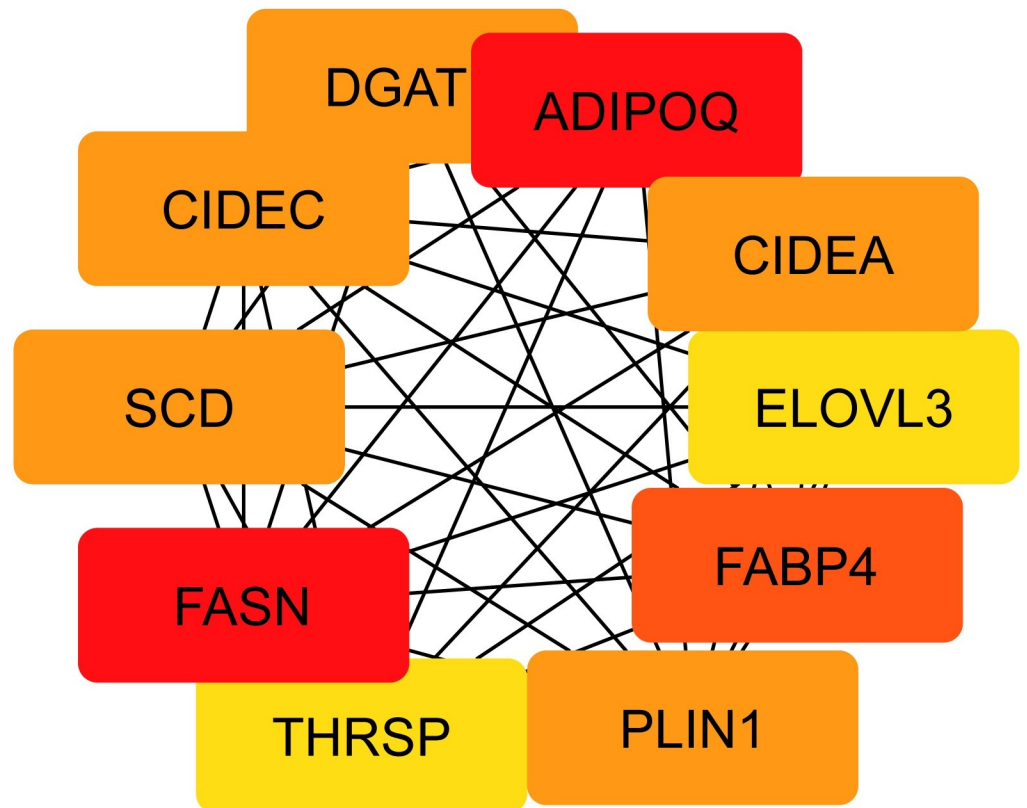 DGAT
ADIPOQ
CIDEC
CIDEA
SCD
ELOVL3
FASN
FABP4
THRSP
PLIN1